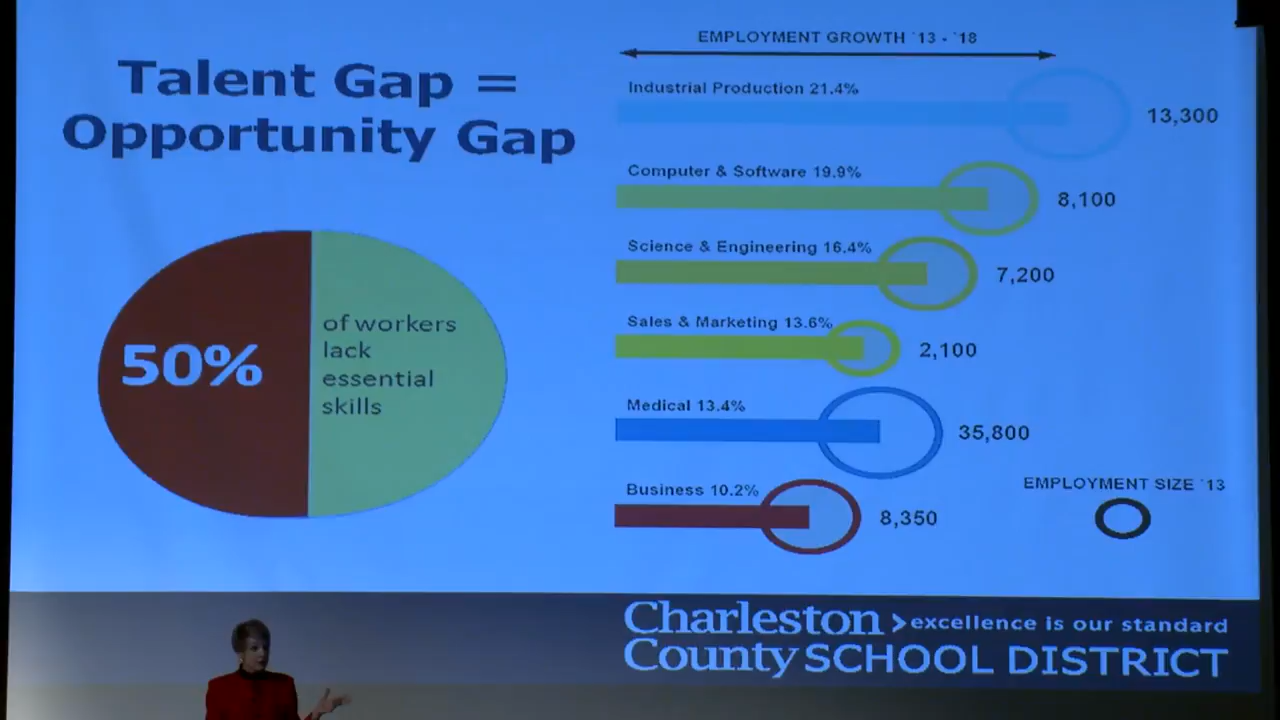 Talent Gap =
Opportunity Gap
50%
of workers
lack
essential
skills
EMPLOYMENT GROWTH `13 - `18
Industrial Production 21.4%
13,300
Computer & Software 19.9%
8,100
Science & Engineering 16.4%
7,200
Sales & Marketing 13.6%
2,100
Medical 13.4%
35,800
Business 10.2%
8,350
EMPLOYMENT SIZE `13
Charleston >excellence is our standard
County SCHOOL DISTRICT